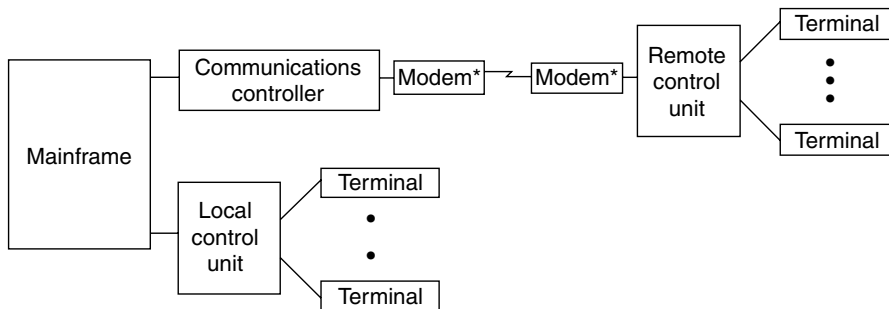 Mainframe
Communications
controller
Modem*
Modem*
Remote
control
unit
Terminal
Terminal
Local
control
unit
Terminal
Terminal